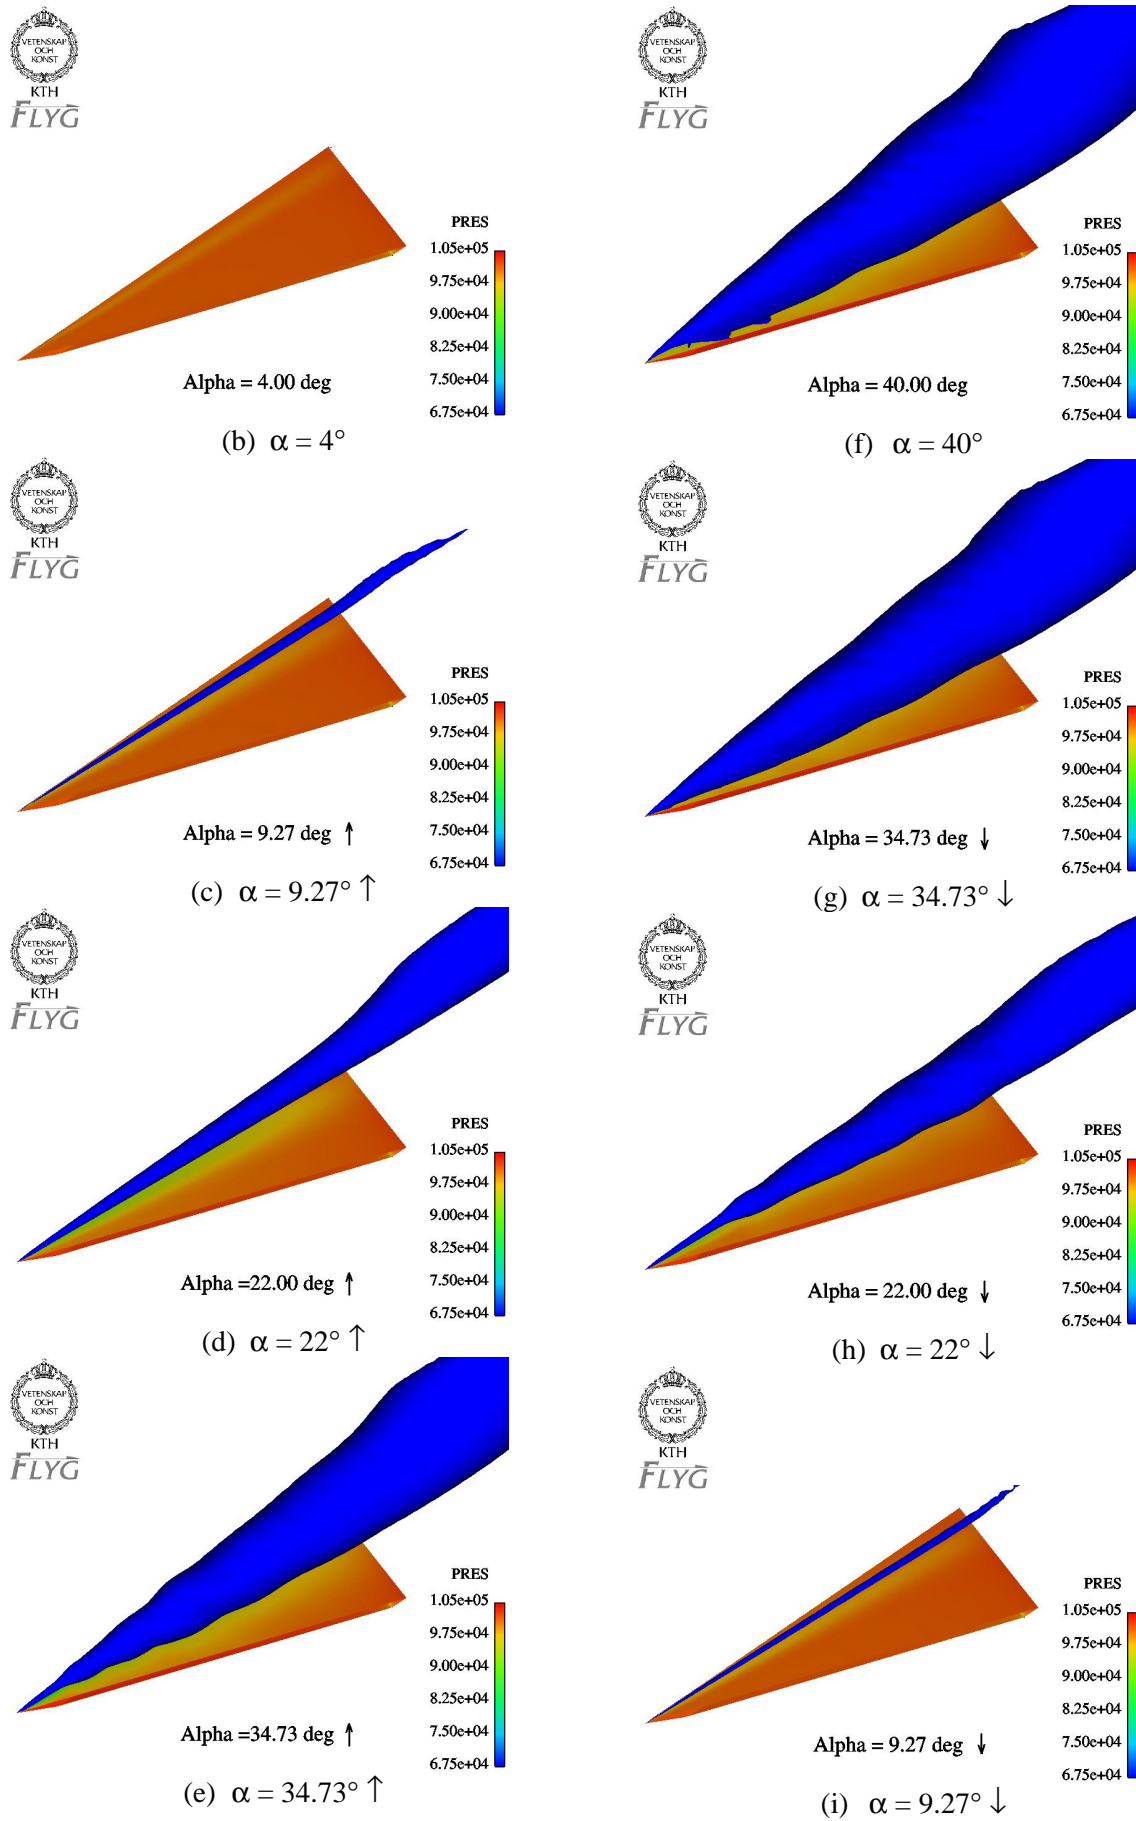 VETENSKAP
OCH
KONST
KTH
FLYG
PRES
1.05e+05
9.75e+04
9.00e+04
8.25e+04
7.50e+04
6.75e+04
Alpha = 4.00 deg
(b) α = 4°
VETENSKAP
OCH
KONST
KTH
FLYG
PRES
1.05e+05
9.75e+04
9.00e+04
8.25e+04
7.50e+04
6.75e+04
Alpha = 9.27 deg ↑
(c) α = 9.27° ↑
VETENSKAP
OCH
KONST
KTH
FLYG
PRES
1.05e+05
9.75e+04
9.00e+04
8.25e+04
7.50e+04
6.75e+04
Alpha =22.00 deg ↑
(d) α = 22° ↑
VETENSKAP
OCH
KONST
KTH
FLYG
PRES
1.05e+05
9.75e+04
9.00e+04
8.25e+04
7.50e+04
6.75e+04
Alpha =34.73 deg ↑
(e) α = 34.73° ↑
VETENSKAP
OCH
KONST
KTH
FLYG
PRES
1.05e+05
9.75e+04
9.00e+04
8.25e+04
7.50e+04
6.75e+04
Alpha = 40.00 deg
(f) α = 40°
VETENSKAP
OCH
KONST
KTH
FLYG
PRES
1.05e+05
9.75e+04
9.00e+04
8.25e+04
7.50e+04
6.75e+04
Alpha = 34.73 deg ↓
(g) α = 34.73° ↓
VETENSKAP
OCH
KONST
KTH
FLYG
PRES
1.05e+05
9.75e+04
9.00e+04
8.25e+04
7.50e+04
6.75e+04
Alpha = 22.00 deg ↓
(h) α = 22° ↓
VETENSKAP
OCH
KONST
KTH
FLYG
PRES
1.05e+05
9.75e+04
9.00e+04
8.25e+04
7.50e+04
6.75e+04
Alpha = 9.27 deg ↓
(i) α = 9.27° ↓